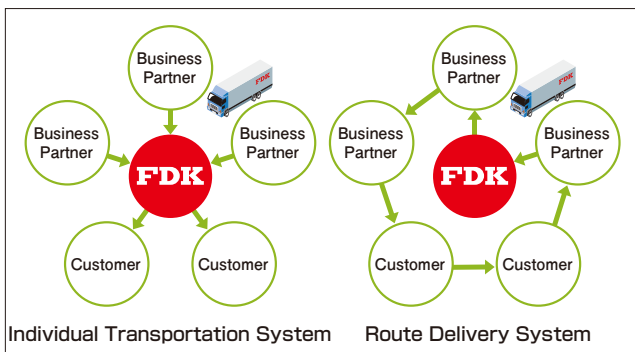 Business
Partner
FDK
Business
Partner
Business
Partner
FDK
Customer
Customer
Individual Transportation System
Business
Partner
FDK
Business
Partner
Business
Partner
FDK
Customer
Customer
Route Delivery System